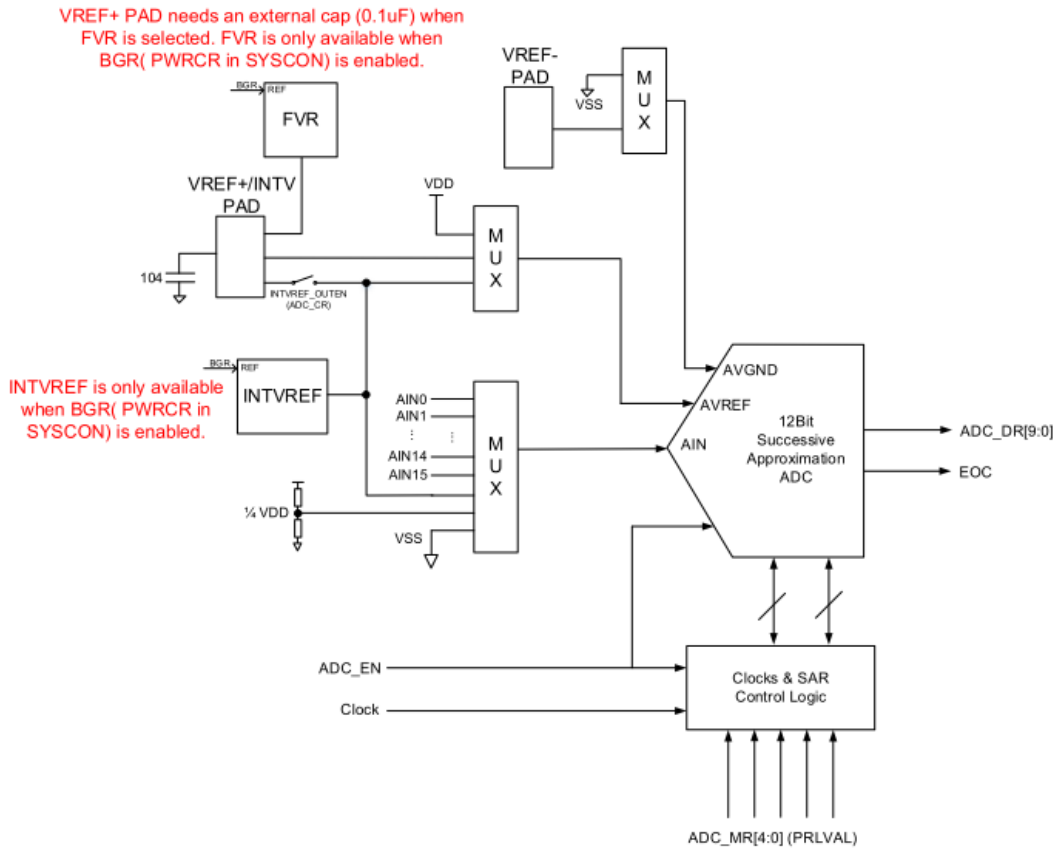 VREF+ PAD needs an external cap (0.1uF) when
FVR is selected. FVR is only available when
BGR( PWRCR in SYSCON) is enabled.
VREF-
PAD
VSS
M
U
X
BGR
REF
FVR
VREF+/INTV
PAD
VDD
M
U
X
104
INTVREF_OUTEN
(ADC_CR)
BGR
REF
INTVREF
INTVREF is only available
when BGR( PWRCR in
SYSCON) is enabled.
AIN0
AIN1
AIN14
AIN15
¼ VDD
VSS
M
U
X
AVGND
AVREF
AIN
12Bit
Successive
Approximation
ADC
ADC_DR[9:0]
EOC
ADC_EN
Clock
Clocks & SAR
Control Logic
ADC_MR[4:0] (PRLVAL)